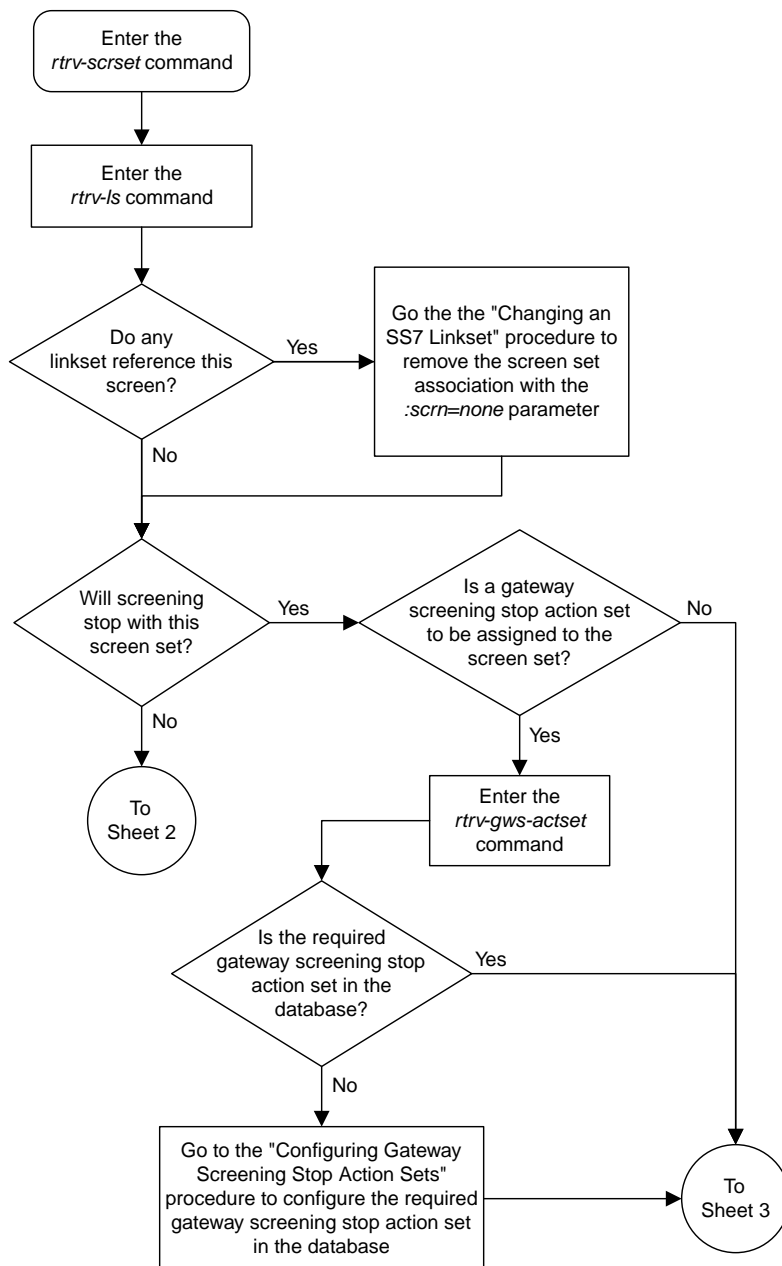 Enter the
rtrv-scrset command
Enter the
rtrv-ls command
Do any
linkset reference this
screen?
Yes
Go the the "Changing an
SS7 Linkset" procedure to
remove the screen set
association with the
:scrn=none parameter
No
Will screening
stop with this
screen set?
Yes
Is a gateway
screening stop action set
to be assigned to the
screen set?
No
No
Yes
To
Sheet 2
Enter the
rtrv-gws-actset
command
Is the required
gateway screening stop
action set in the
database?
Yes
No
Go to the "Configuring Gateway
Screening Stop Action Sets"
procedure to configure the required
gateway screening stop action set
in the database
To
Sheet 3